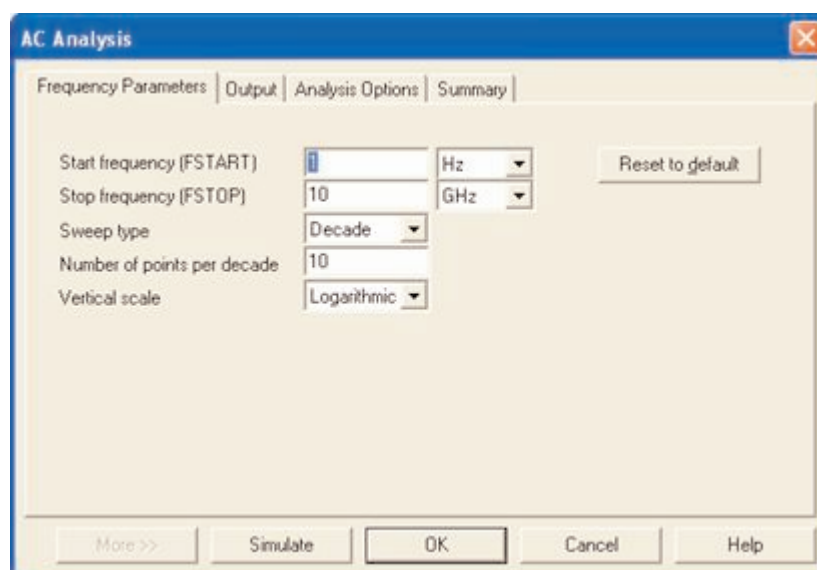 AC Analysis
Frequency Parameters Output Analysis Options Summary
Start frequency (FSTART) 1 Hz Reset to default
Stop frequency (FSTOP) 10 GHz
Sweep type Decade
Number of points per decade 10
Vertical scale Logarithmic
More >> Simulate OK Cancel Help